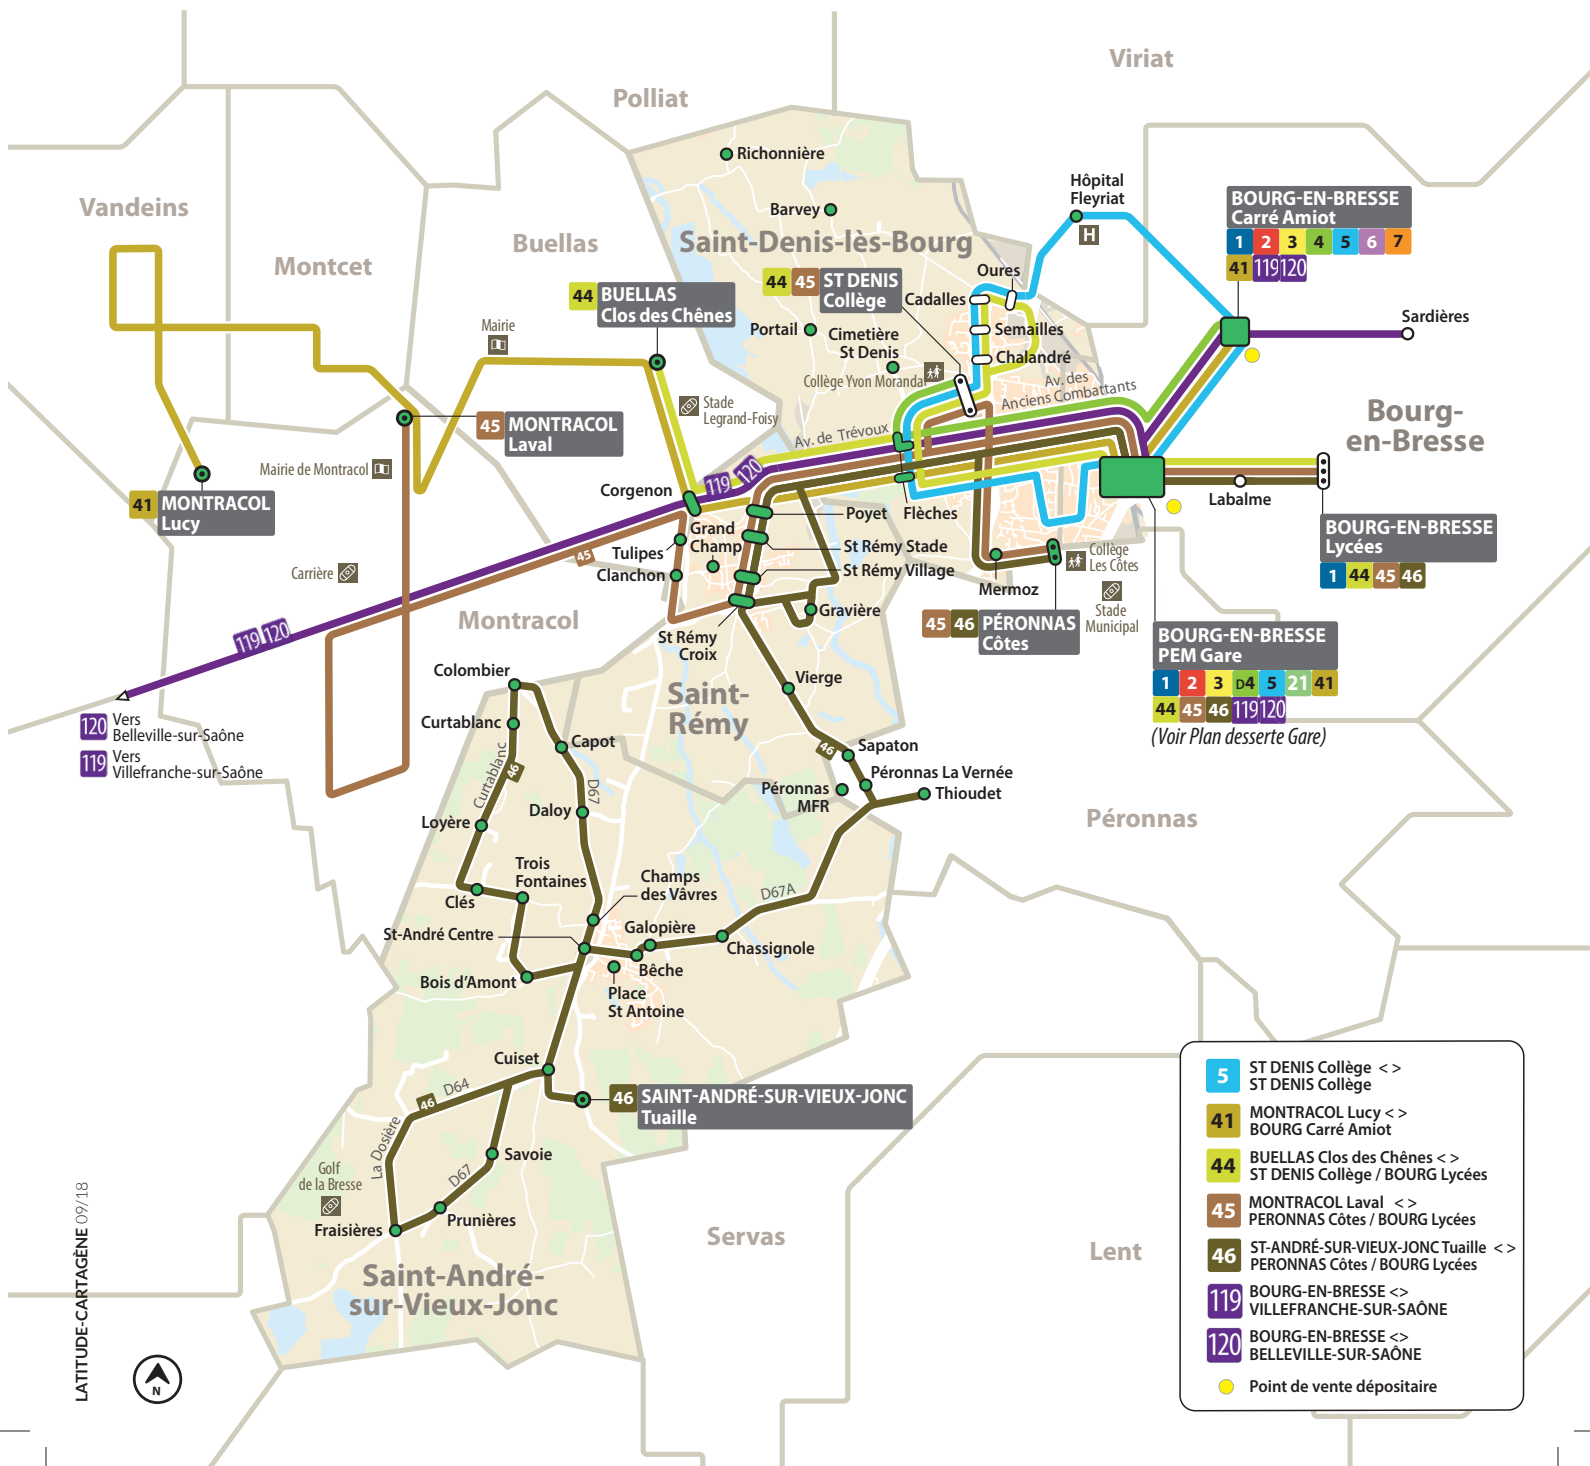 Viriat
Polliat
Richonnière
Vandeins
Barvey
Hôpital
Fleyriat
H
BOURG-EN-BRESSE
Carré Amiot
1 2 3 4 5 6 7
41 119 120
Buellas
Saint-Denis-lès-Bourg
Montcet
44 BUELLAS
Clos des Chênes
44 45 ST DENIS
Collège
Oures
Cadalles
Semailles
Chalandré
Mairie
Portail
Cimetière
St Denis
Collège Yvon Morandat
Sardières
Av. des
Anciens Combattants
Stade
Legrand-Foisy
Av. de Trévoux
Bourg-
en-Bresse
45 MONTRACOL
Laval
Mairie de Montracol
41 MONTRACOL
Lucy
Corgenon
119 120
Labalme
Poyet
Flèches
Grand
Champ
Tulipes
Clanchon
St Rémy Stade
St Rémy Village
45
Carrière
Mermoz
Collège
Les Côtes
Stade
Municipal
BOURG-EN-BRESSE
Lycées
1 44 45 46
Gravière
45 46 PÉRONNAS
Côtes
BOURG-EN-BRESSE
PEM Gare
1 2 3 D4 5 21 41
44 45 46 119 120
(Voir Plan desserte Gare)
Montracol
119 120
St Rémy
Croix
Colombier
Vierge
Saint-
Rémy
120 Vers
Belleville-sur-Saône
119 Vers
Villefranche-sur-Saône
Curtablanc
Capot
46
Sapaton
Péronnas La Vernée
Péronnas
MFR
Thioudet
Curtablanc
46
D67
Daloy
Loyère
Péronnas
Trois
Fontaines
Clés
Champs
des Vâvres
D67A
Galopière
St-André Centre
Chassignole
Bêche
Bois d'Amont
Place
St Antoine
Cuiset
D64
46
46 SAINT-ANDRÉ-SUR-VIEUX-JONC
Tuaille
La Dosière
Savoie
D67
Golf
de la Bresse
Prunières
Fraisières
Saint-André-
sur-Vieux-Jonc
Servas
Lent
5 ST DENIS Collège < >
ST DENIS Collège
41 MONTRACOL Lucy < >
BOURG Carré Amiot
44 BUELLAS Clos des Chênes < >
ST DENIS Collège / BOURG Lycées
45 MONTRACOL Laval < >
PERONNAS Côtes / BOURG Lycées
46 ST-ANDRÉ-SUR-VIEUX-JONC Tuaille < >
PERONNAS Côtes / BOURG Lycées
119 BOURG-EN-BRESSE <>
VILLEFRANCHE-SUR-SAÔNE
120 BOURG-EN-BRESSE <>
BELLEVILLE-SUR-SAÔNE
Point de vente dépositaire
LATITUDE-CARTAGÈNE 09/18
N